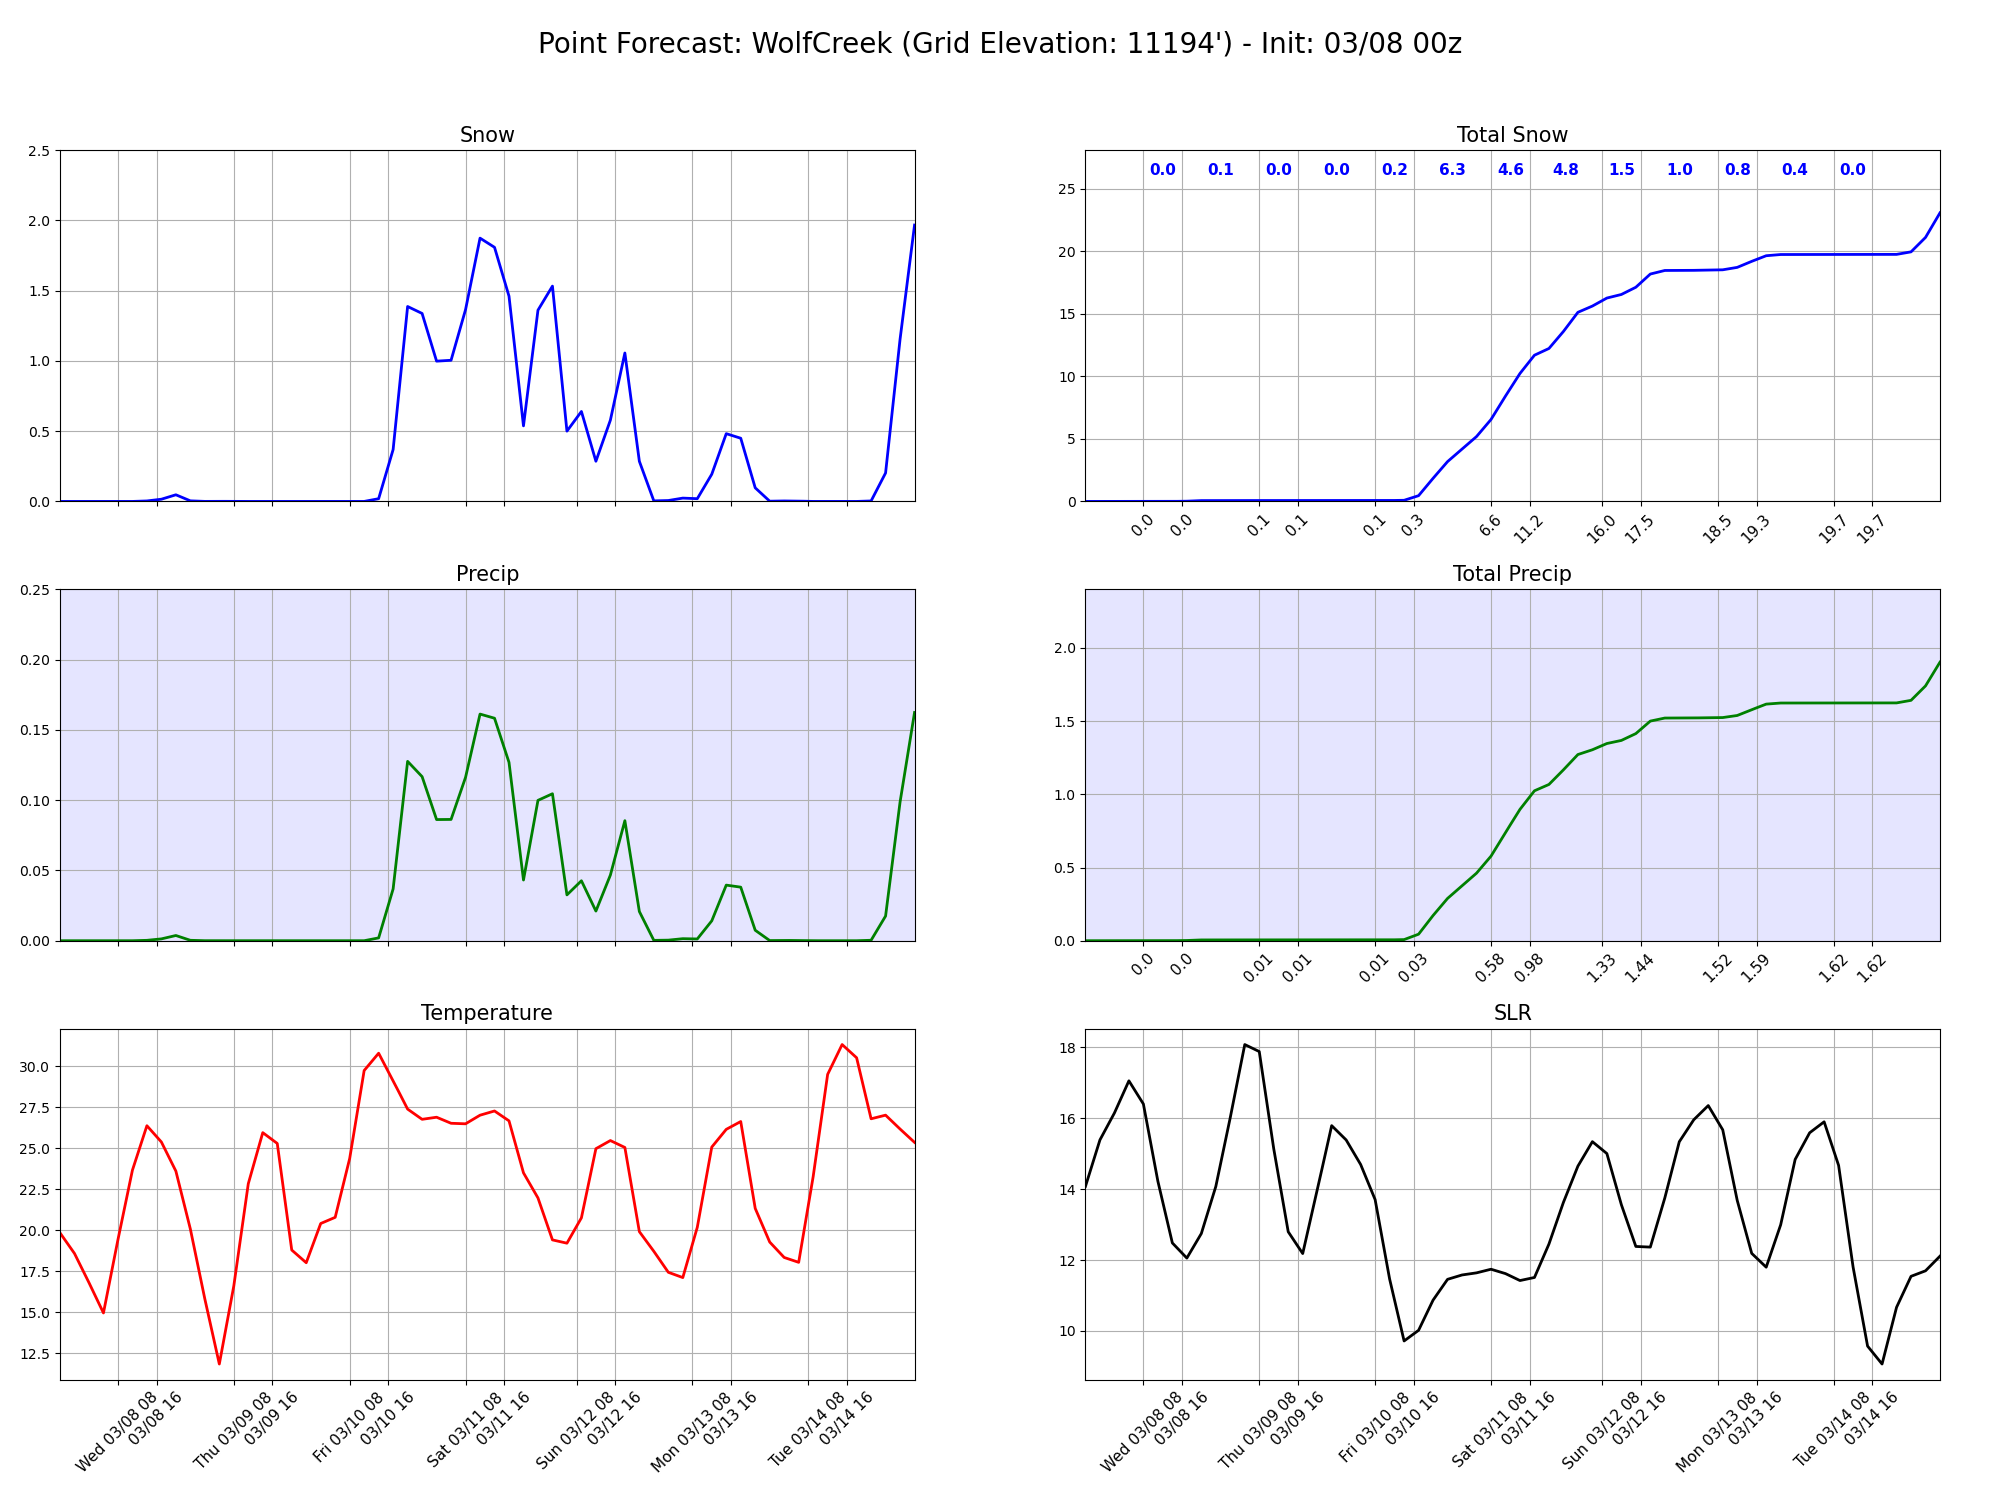 Point Forecast: WolfCreek (Grid Elevation: 11194') - Init: 03/08 00z
Snow
2.5
2.0
1.5
1.0
0.5
0.0
Total Snow
0.0 0.1 0.0 0.0 0.2 6.3 4.6 4.8 1.5 1.0 0.8 0.4 0.0
25
20
15
10
5
0
0.0 0.0 0.1 0.1 0.1 0.3 6.6 11.2 16.0 17.5 18.5 19.3 19.7 19.7
Precip
0.25
0.20
0.15
0.10
0.05
0.00
Total Precip
2.0
1.5
1.0
0.5
0.0
0.0 0.0 0.01 0.01 0.01 0.03 0.58 0.98 1.33 1.44 1.52 1.59 1.62 1.62
Temperature
30.0
27.5
25.0
22.5
20.0
17.5
15.0
12.5
Wed 03/08 08
03/08 16
Thu 03/09 08
03/09 16
Fri 03/10 08
03/10 16
Sat 03/11 08
03/11 16
Sun 03/12 08
03/12 16
Mon 03/13 08
03/13 16
Tue 03/14 08
03/14 16
SLR
18
16
14
12
10
Wed 03/08 08
03/08 16
Thu 03/09 08
03/09 16
Fri 03/10 08
03/10 16
Sat 03/11 08
03/11 16
Sun 03/12 08
03/12 16
Mon 03/13 08
03/13 16
Tue 03/14 08
03/14 16